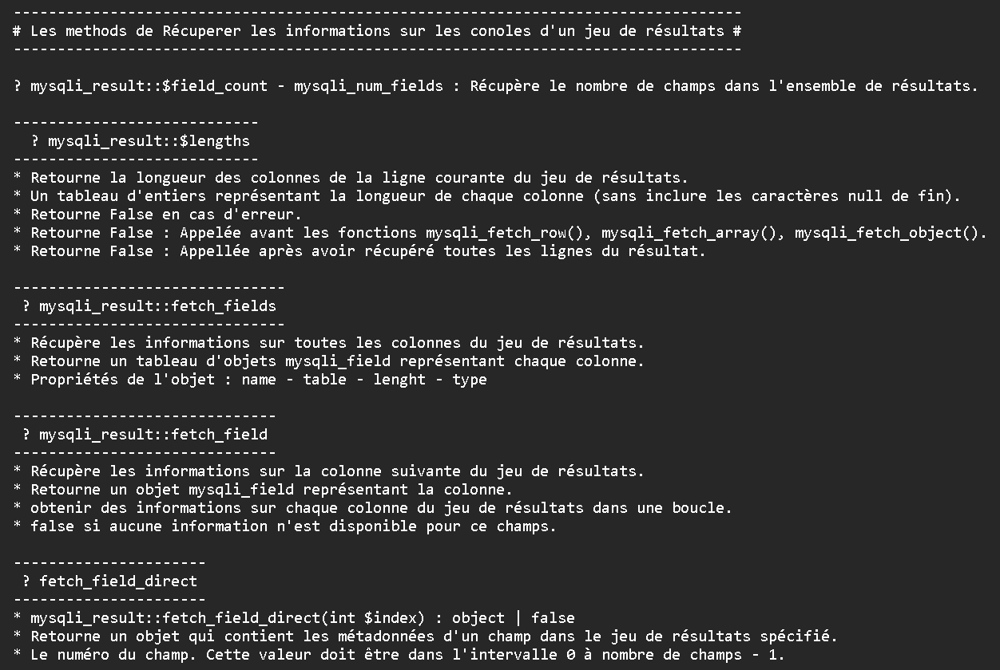 -----------------------------------------------------------------------------------
# Les methods de Récuperer les informations sur les conoles d'un jeu de résultats #
-----------------------------------------------------------------------------------
? mysqli_result::$field_count - mysqli_num_fields : Récupère le nombre de champs dans l'ensemble de résultats.
----------------------------
? mysqli_result::$lengths
----------------------------
* Retourne la longueur des colonnes de la ligne courante du jeu de résultats.
* Un tableau d'entiers représentant la longueur de chaque colonne (sans inclure les caractères null de fin).
* Retourne False en cas d'erreur.
* Retourne False : Appelée avant les fonctions mysqli_fetch_row(), mysqli_fetch_array(), mysqli_fetch_object().
* Retourne False : Appellée après avoir récupéré toutes les lignes du résultat.
-------------------------------
? mysqli_result::fetch_fields
-------------------------------
* Récupère les informations sur toutes les colonnes du jeu de résultats.
* Retourne un tableau d'objets mysqli_field représentant chaque colonne.
* Propriétés de l'objet : name - table - lenght - type
------------------------------
? mysqli_result::fetch_field
------------------------------
* Récupère les informations sur la colonne suivante du jeu de résultats.
* Retourne un objet mysqli_field représentant la colonne.
* obtenir des informations sur chaque colonne du jeu de résultats dans une boucle.
* false si aucune information n'est disponible pour ce champs.
----------------------
? fetch_field_direct
----------------------
* mysqli_result::fetch_field_direct(int $index) : object | false
* Retourne un objet qui contient les métadonnées d'un champ dans le jeu de résultats spécifié.
* Le numéro du champ. Cette valeur doit être dans l'intervalle 0 à nombre de champs - 1.